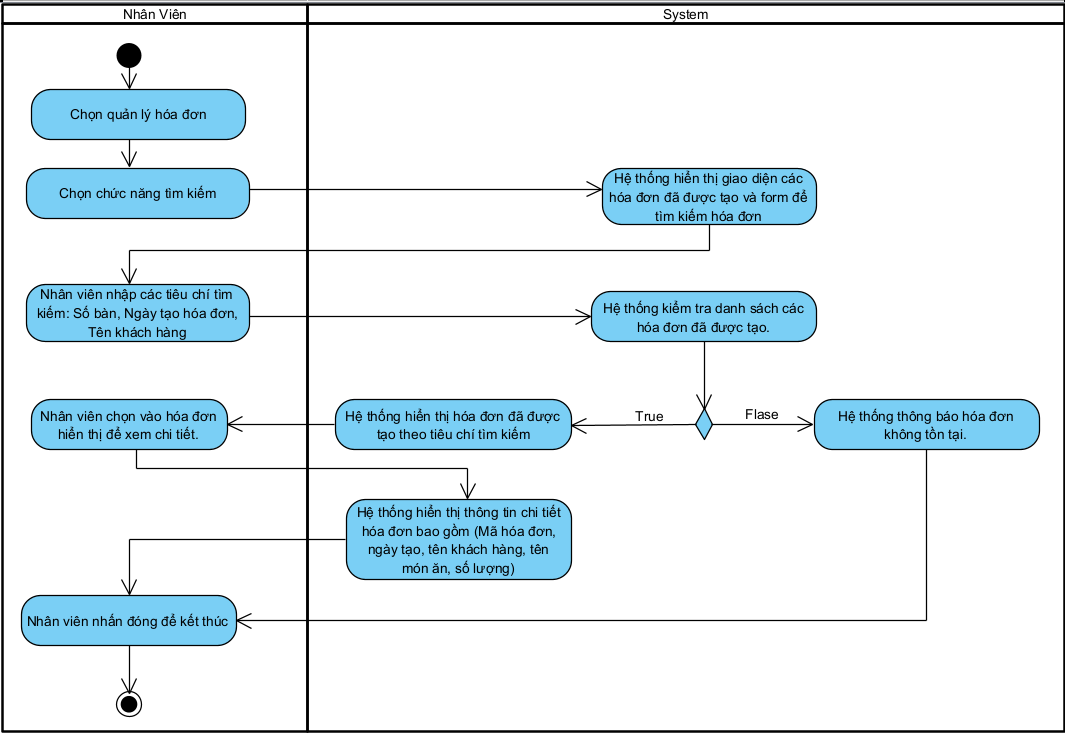 Nhân Viên
System
Chọn quản lý hóa đơn
Chọn chức năng tìm kiếm
Hệ thống hiển thị giao diện các
hóa đơn đã được tạo và form để
tìm kiếm hóa đơn
Nhân viên nhập các tiêu chí tìm
kiếm: Số bàn, Ngày tạo hóa đơn,
Tên khách hàng
Hệ thống kiểm tra danh sách các
hóa đơn đã được tạo.
Nhân viên chọn vào hóa đơn
hiển thị để xem chi tiết.
Hệ thống hiển thị hóa đơn đã được
tạo theo tiêu chí tìm kiếm
True
Flase
Hệ thống thông báo hóa đơn
không tồn tại.
Hệ thống hiển thị thông tin chi tiết
hóa đơn bao gồm (Mã hóa đơn,
ngày tạo, tên khách hàng, tên
món ăn, số lượng)
Nhân viên nhấn đóng để kết thúc